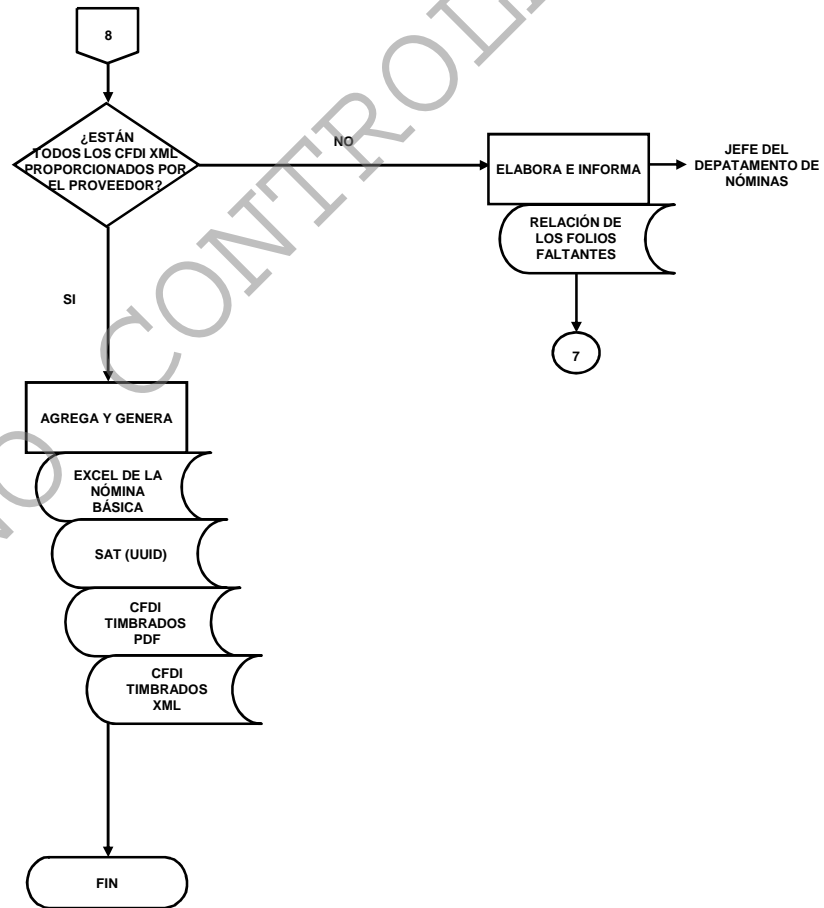 8
¿ESTÁN
TODOS LOS CFDI XML
PROPORCIONADOS POR
EL PROVEEDOR?
NO
ELABORA E INFORMA
JEFE DEL
DEPATAMENTO DE
NÓMINAS
RELACIÓN DE
LOS FOLIOS
FALTANTES
7
SI
AGREGA Y GENERA
EXCEL DE LA
NÓMINA
BÁSICA
SAT (UUID)
CFDI
TIMBRADOS
PDF
CFDI
TIMBRADOS
XML
FIN
NO CONTROL